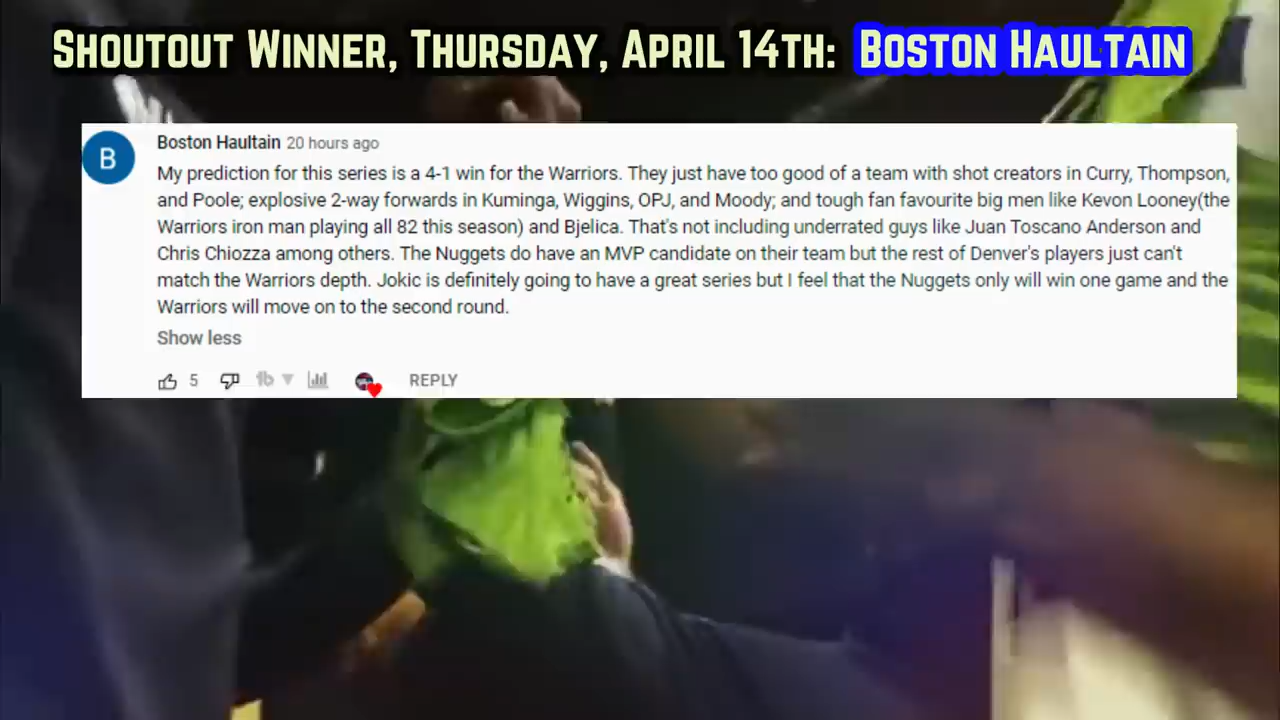 Shoutout Winner, Thursday, April 14th: Boston Haultain
Boston Haultain 20 hours ago
B
My prediction for this series is a 4-1 win for the Warriors. They just have too good of a team with shot creators in Curry, Thompson,
and Poole; explosive 2-way forwards in Kuminga, Wiggins, OPJ, and Moody; and tough fan favourite big men like Kevon Looney(the
Warriors iron man playing all 82 this season) and Bjelica. That's not including underrated guys like Juan Toscano Anderson and
Chris Chiozza among others. The Nuggets do have an MVP candidate on their team but the rest of Denver's players just can't
match the Warriors depth. Jokic is definitely going to have a great series but I feel that the Nuggets only will win one game and the
Warriors will move on to the second round.
Show less
5
REPLY